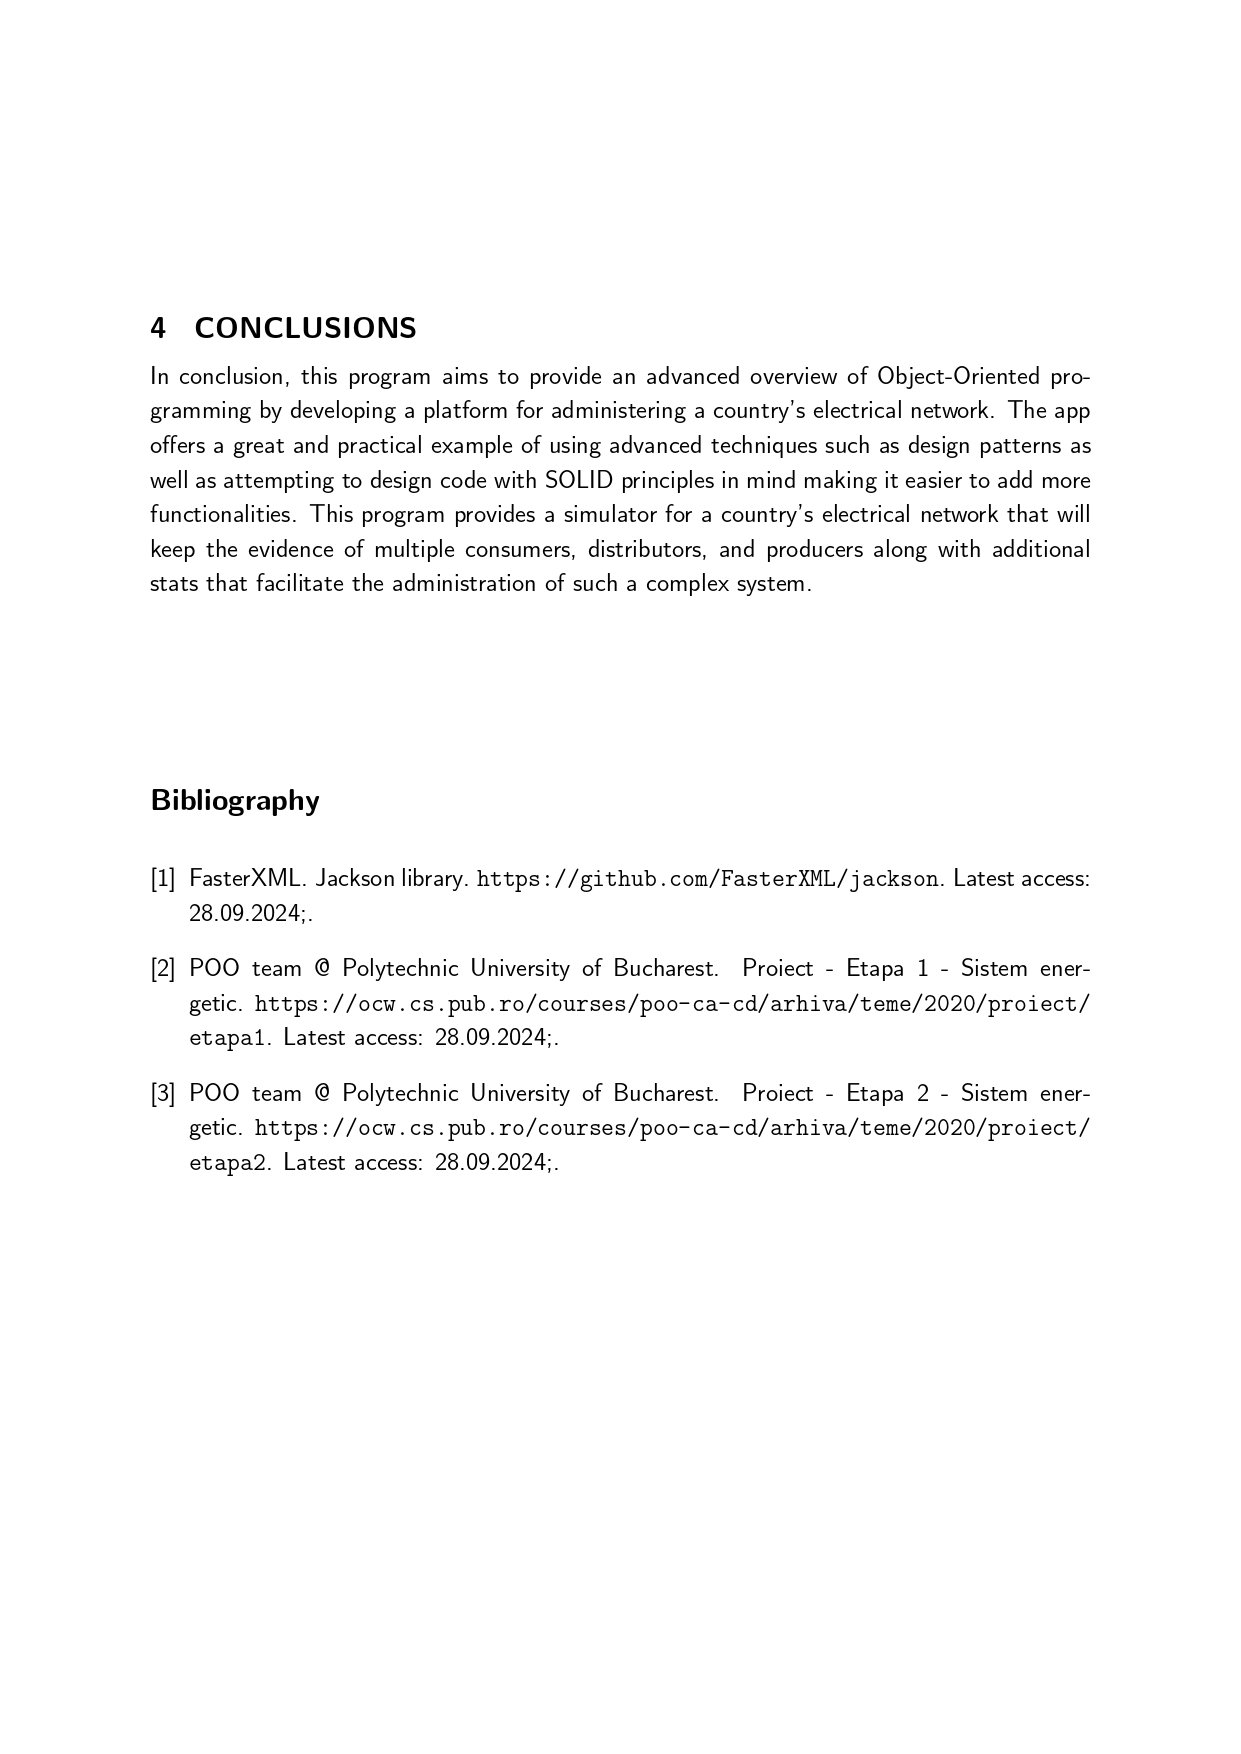 4 CONCLUSIONS
In conclusion, this program aims to provide an advanced overview of Object-Oriented pro-
gramming by developing a platform for administering a country's electrical network. The app
offers a great and practical example of using advanced techniques such as design patterns as
well as attempting to design code with SOLID principles in mind making it easier to add more
functionalities. This program provides a simulator for a country's electrical network that will
keep the evidence of multiple consumers, distributors, and producers along with additional
stats that facilitate the administration of such a complex system.
Bibliography
[1] FasterXML. Jackson library. https://github.com/FasterXML/jackson. Latest access:
28.09.2024;.
[2] POO team @ Polytechnic University of Bucharest. Proiect - Etapa 1 - Sistem ener-
getic. https://ocw.cs.pub.ro/courses/poo-ca-cd/arhiva/teme/2020/proiect/
etapa1. Latest access: 28.09.2024;.
[3] POO team @ Polytechnic University of Bucharest. Proiect - Etapa 2 - Sistem ener-
getic. https://ocw.cs.pub.ro/courses/poo-ca-cd/arhiva/teme/2020/proiect/
etapa2. Latest access: 28.09.2024;.